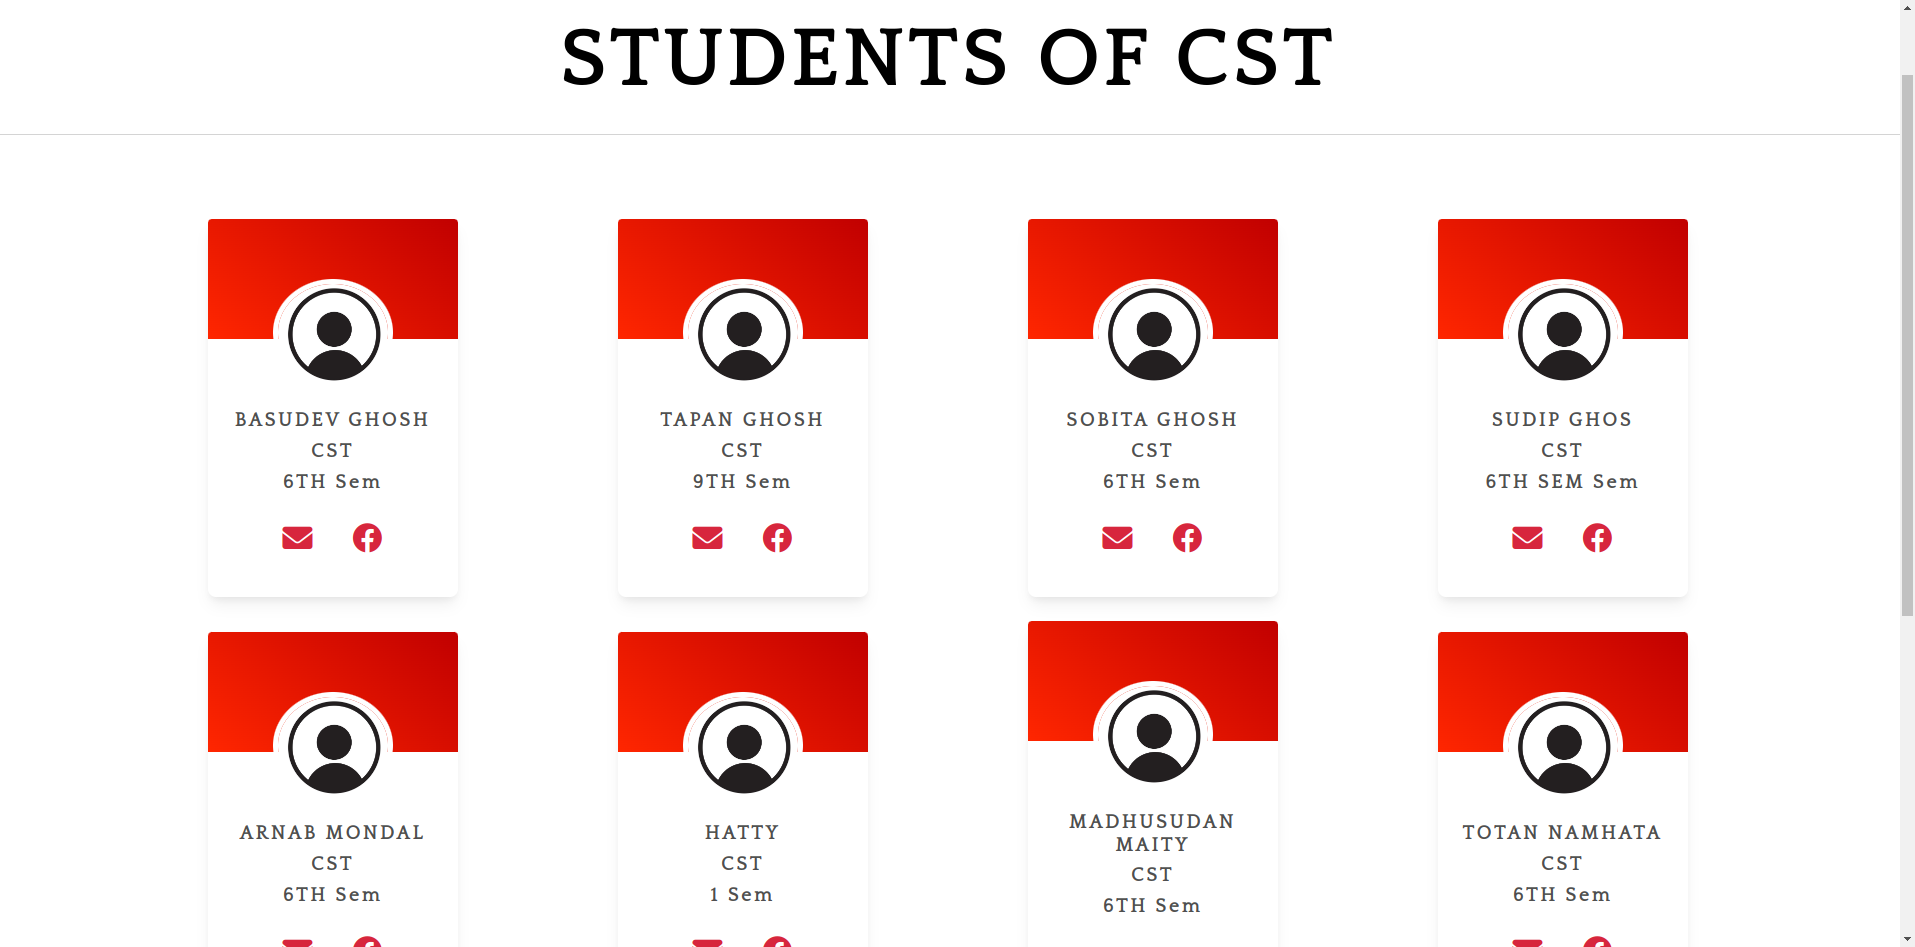 STUDENTS OF CST
BASUDEV GHOSH
CST
6TH Sem
TAPAN GHOSH
CST
9TH Sem
SOBITA GHOSH
CST
6TH Sem
SUDIP GHOS
CST
6TH SEM Sem
ARNAB MONDAL
CST
6TH Sem
HATTY
CST
1 Sem
MADHUSUDAN
MAITY
CST
6TH Sem
TOTAN NAMHATA
CST
6TH Sem